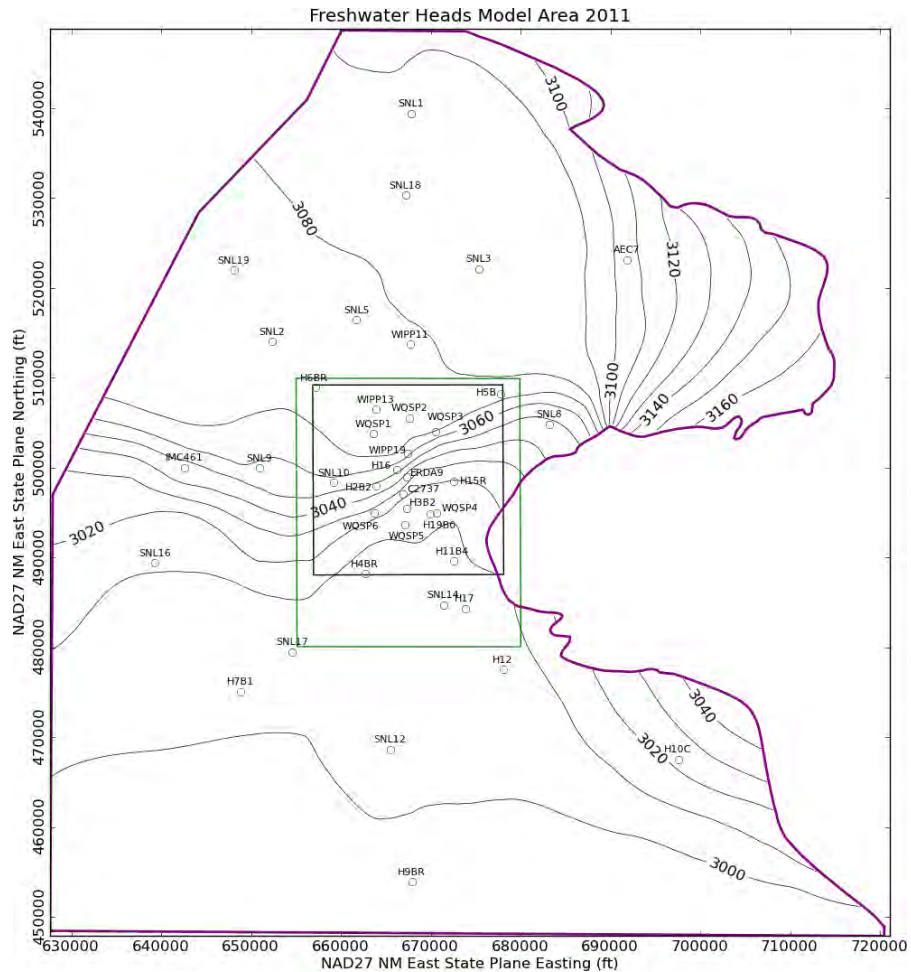 Freshwater Heads Model Area 2011
NAD27 NM East State Plane Northing (ft)
540000
530000
520000
510000
500000
490000
480000
470000
460000
450000
SNL1
3100
SNL18
3080
AEC7
SNL19
SNL3
3120
SNL5
SNL2
WIPP11
H6BR
H5B
3100
3140
3160
WIPP13
WQSP2
WQSP1
WQSP3
3060
SNL8
WIPP19
IMC461
SNL9
H16
SNL10
ERDA9
H15R
H2B2
C2737
3040
H3B2
WQSP4
3020
WQSP6
H19B0
WQSP5
SNL16
H4BR
H11B4
SNL14
H17
SNL17
H12
H7B1
3040
SNL12
3020
H10C
H9BR
3000
630000 640000 650000 660000 670000 680000 690000 700000 710000 720000
NAD27 NM East State Plane Easting (ft)